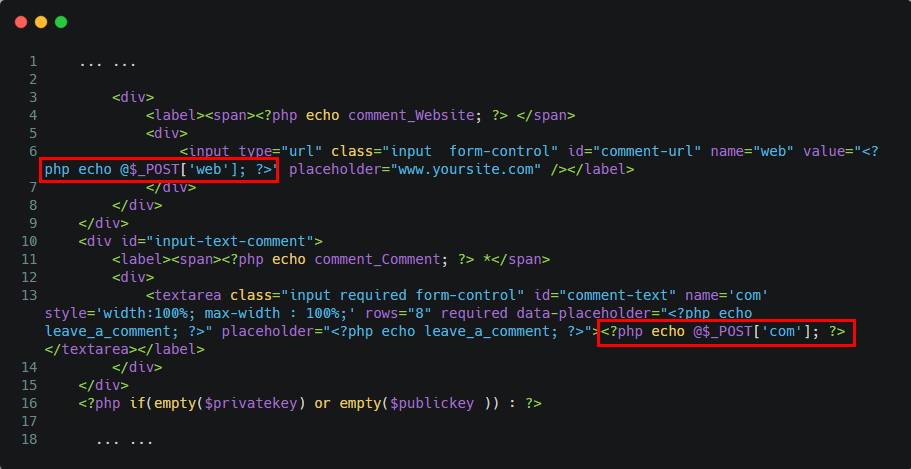 1 ... ...
2
3 <div>
4 <label><span><?php echo comment_Website; ?> </span>
5 <div>
6 <input type="url" class="input  form-control" id="comment-url" name="web" value="<?
php echo @$_POST['web']; ?>" placeholder="www.yoursite.com" /></label>
7 </div>
8 </div>
9 </div>
10 <div id="input-text-comment">
11 <label><span><?php echo comment_Comment; ?> *</span>
12 <div>
13 <textarea class="input required form-control" id="comment-text" name='com'
style='width:100%; max-width : 100%;' rows="8" required data-placeholder="<?php echo
leave_a_comment; ?>" placeholder="<?php echo leave_a_comment; ?>"><?php echo @$_POST['com']; ?>
</textarea></label>
14 </div>
15 </div>
16 <?php if(empty($privatekey) or empty($publickey )) : ?>
17
18 ... ...